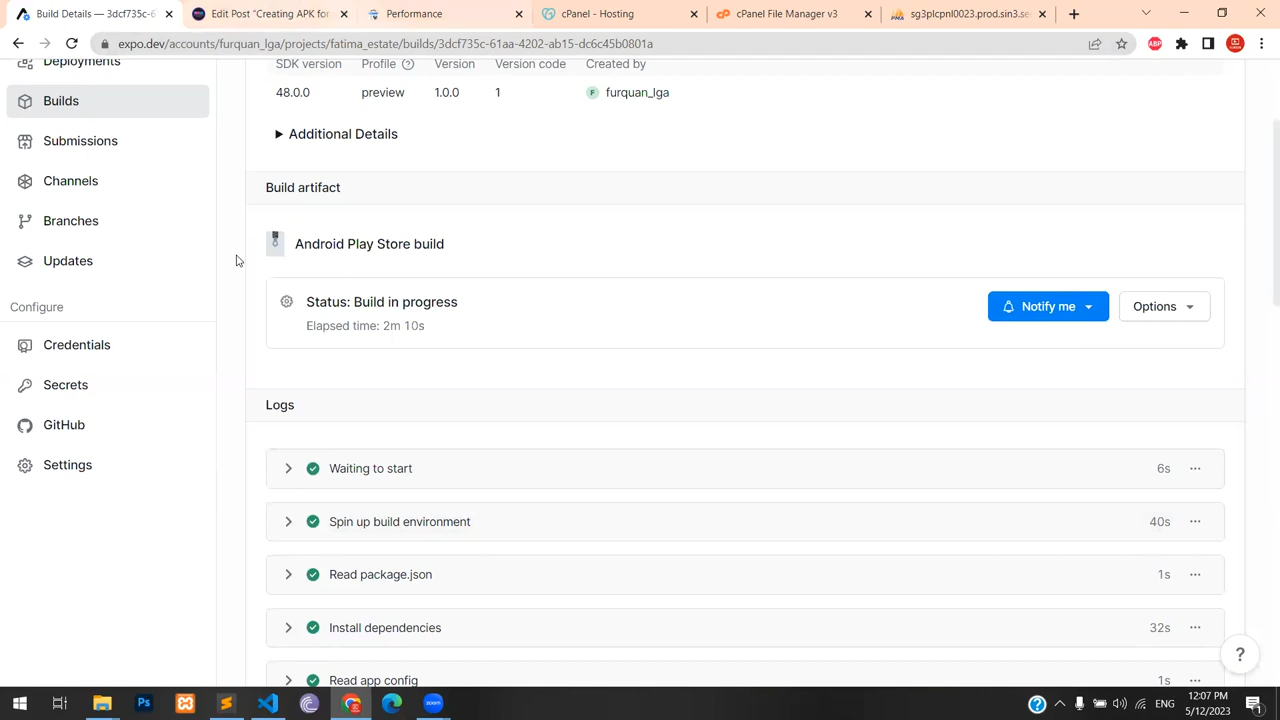 Build Details — 3dcf735c-6
Edit Post "Creating APK for
Performance
cPanel - Hosting
cPanel File Manager v3
sg3plcpnl0023.prod.sin3.se
expo.dev/accounts/furquan_lga/projects/fatima_estate/builds/3dcf735c-61aa-4202-ab15-dc6c45b0801a
ABP
Deployments
SDK version
Profile
Version
Version code
Created by
48.0.0
preview
1.0.0
1
F
furquan_lga
Builds
Additional Details
Submissions
Channels
Build artifact
Branches
Android Play Store build
Updates
Configure
Status: Build in progress
Elapsed time: 2m 10s
Notify me
Options
Credentials
Secrets
GitHub
Settings
Logs
Waiting to start
6s
Spin up build environment
40s
Read package.json
1s
Install dependencies
32s
Read app config
1s
?
Ps
zoom
?
ENG
12:07 PM
5/12/2023
1